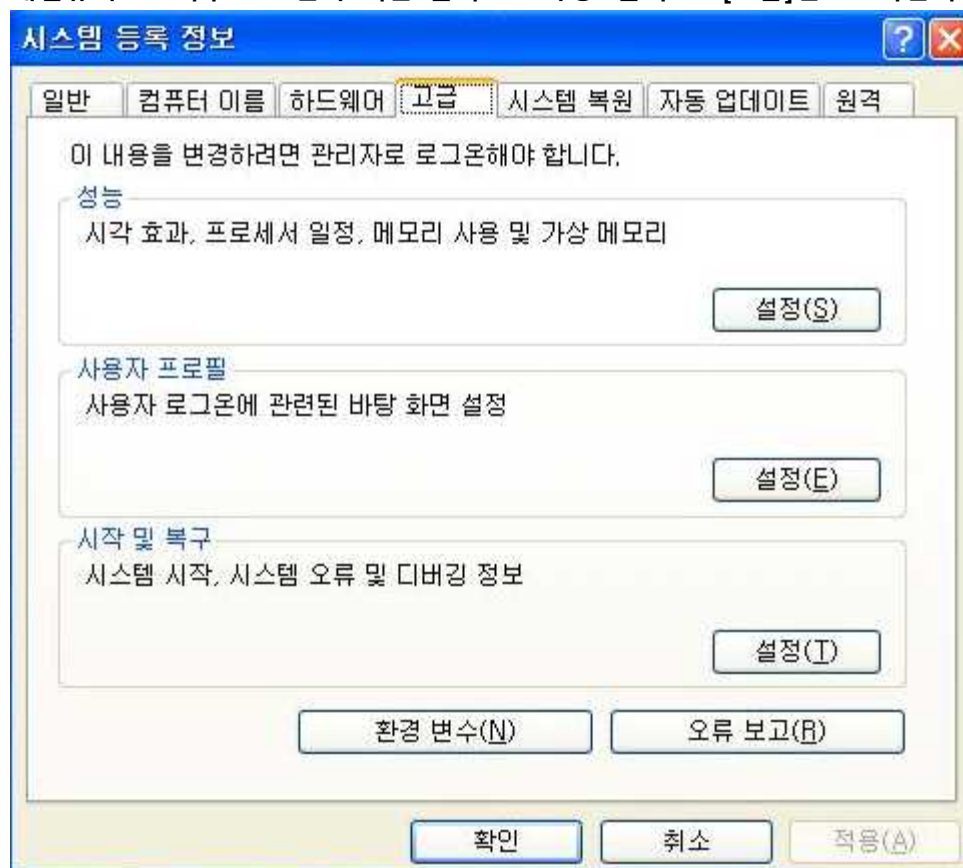 시스템 등록 정보
일반 컴퓨터 이름 하드웨어 고급 시스템 복원 자동 업데이트 원격
이 내용을 변경하려면 관리자로 로그온해야 합니다.
성능
시각 효과, 프로세서 일정, 메모리 사용 및 가상 메모리
설정(S)
사용자 프로필
사용자 로그온에 관련된 바탕 화면 설정
설정(E)
시작 및 복구
시스템 시작, 시스템 오류 및 디버깅 정보
설정(T)
환경 변수(N) 오류 보고(R)
확인 취소 적용(A)